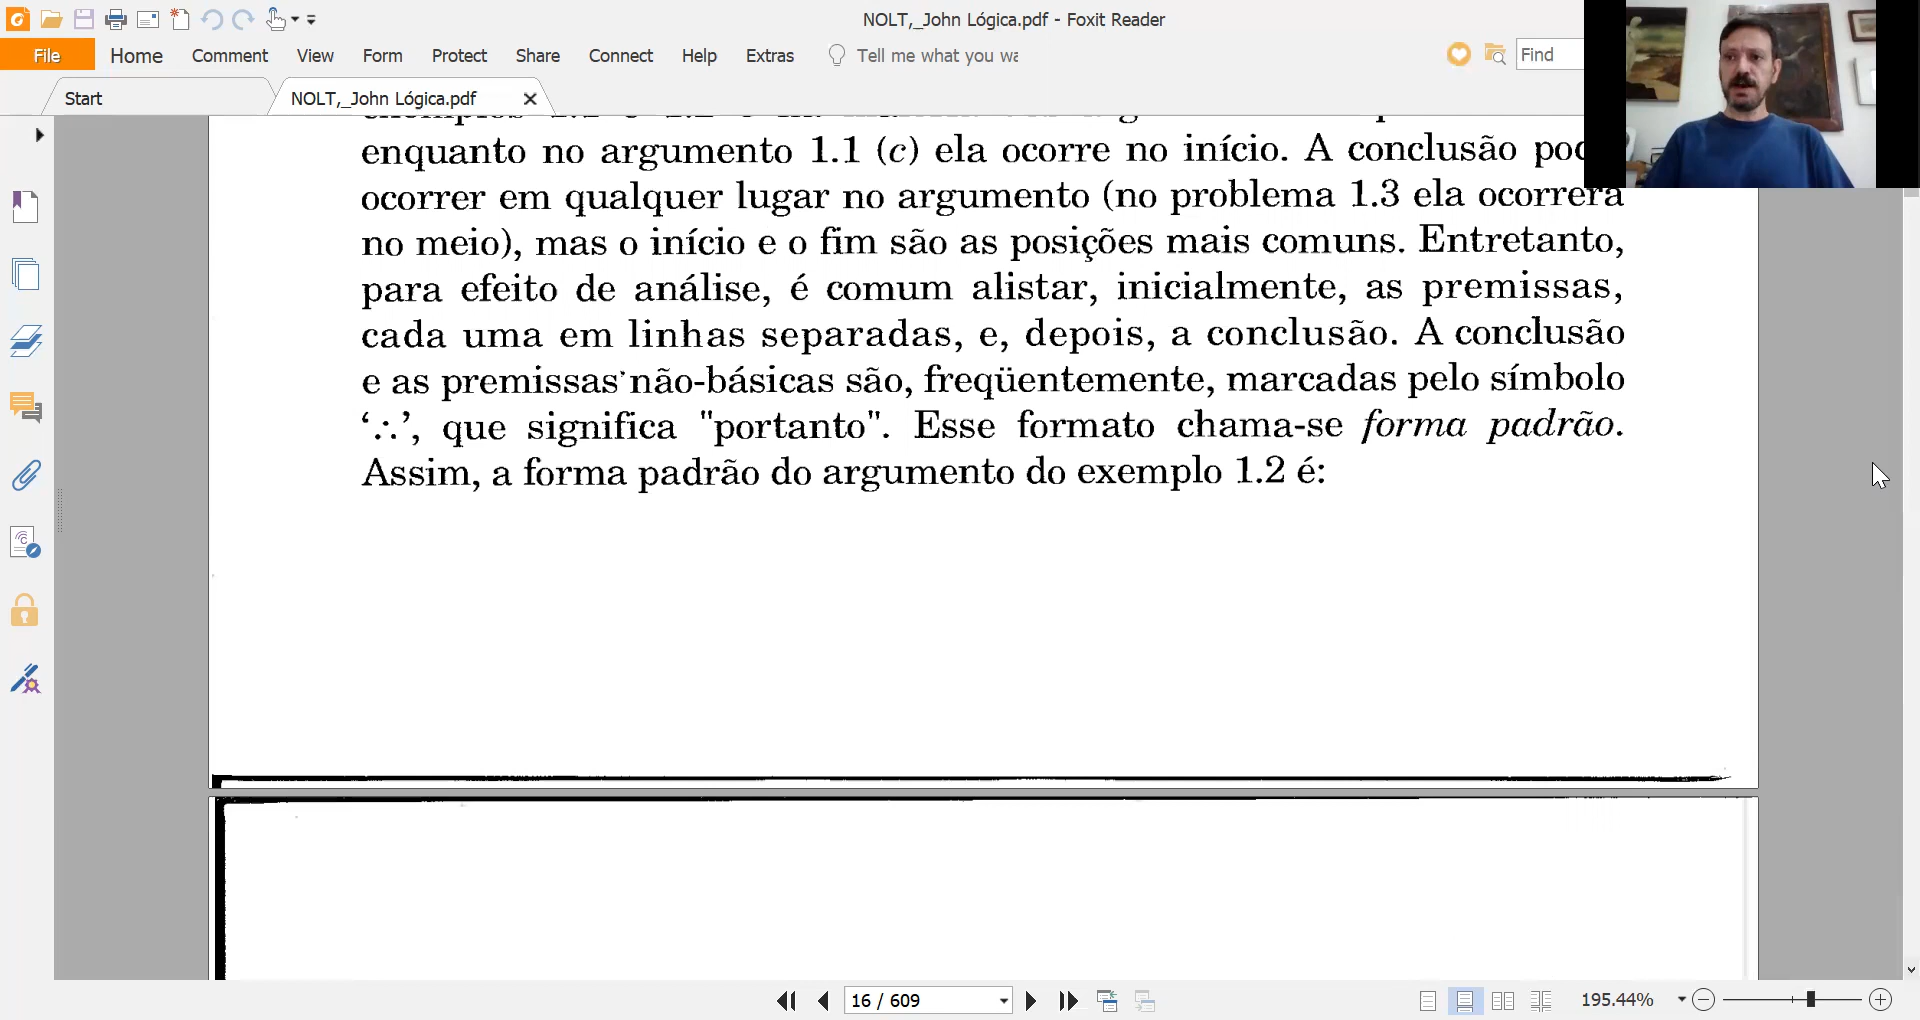 NOLT,_John Lógica.pdf - Foxit Reader
File Home Comment View Form Protect Share Connect Help Extras Tell me what you wa Find
Start NOLT,_John Lógica.pdf
enquanto no argumento 1.1 (c) ela ocorre no início. A conclusão
ocorrer em qualquer lugar no argumento (no problema 1.3 ela ocorrerá
no meio), mas o início e o fim são as posições mais comuns. Entretanto,
para efeito de análise, é comum alistar, inicialmente, as premissas,
cada uma em linhas separadas, e, depois, a conclusão. A conclusão
e as premissas não-básicas são, freqüentemente, marcadas pelo símbolo
‘∴’, que significa "portanto". Esse formato chama-se forma padrão.
Assim, a forma padrão do argumento do exemplo 1.2 é:
16 / 609 195.44%